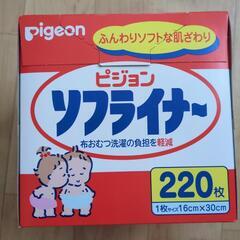 ふんわりソフトな肌ざわり
Pigeon
ピジョン
ソフライナー
布おむつ洗濯の負担を軽減
220枚
1枚サイズ16cm×30cm